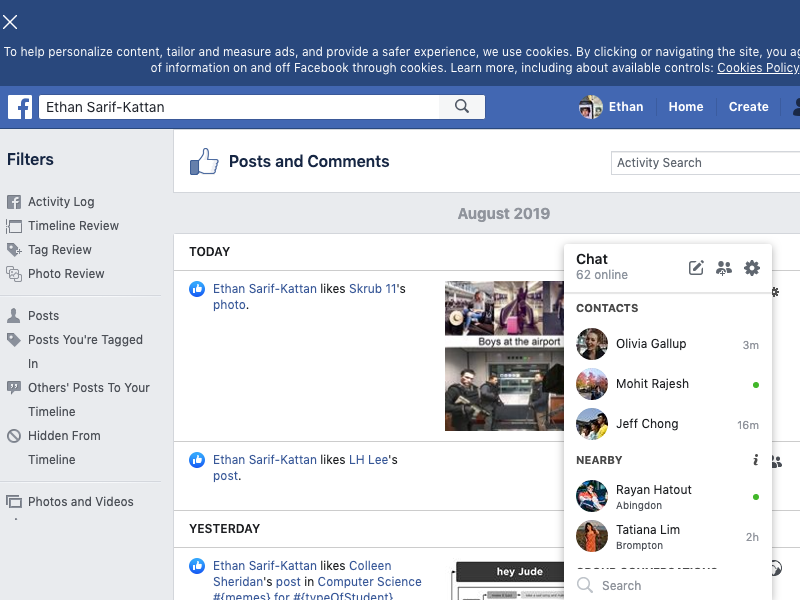 To help personalize content, tailor and measure ads, and provide a safer experience, we use cookies. By clicking or navigating the site, you
of information on and off Facebook through cookies. Learn more, including about available controls: Cookies Policy
Ethan Sarif-Kattan
Ethan
Home
Create
Filters
Activity Log
Timeline Review
Tag Review
Photo Review
Posts
Posts You're Tagged
In
Others' Posts To Your
Timeline
Hidden From
Timeline
Photos and Videos
Posts and Comments
Activity Search
August 2019
TODAY
Ethan Sarif-Kattan likes Skrub 11's
photo.
Boys at the airport
Ethan Sarif-Kattan likes LH Lee's
post.
YESTERDAY
Ethan Sarif-Kattan likes Colleen
Sheridan's post in Computer Science
#{memes} for #{typeOfStudent}
hey Jude
Chat
62 online
CONTACTS
Olivia Gallup
3m
Mohit Rajesh
Jeff Chong
16m
NEARBY
Rayan Hatout
Abingdon
Tatiana Lim
Brompton
2h
Search